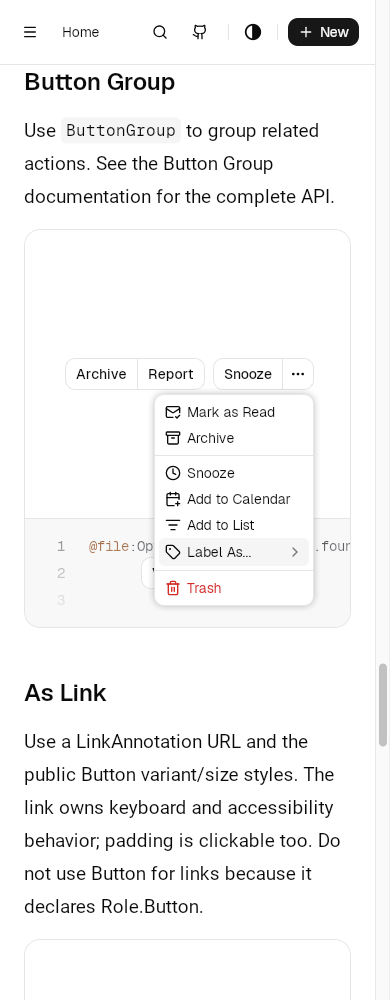 Home
New
Button Group
Use ButtonGroup to group related
actions. See the Button Group
documentation for the complete API.
Archive
Report
Snooze
Mark as Read
Archive
Snooze
Add to Calendar
Add to List
Label As...
Trash
1 @file:Op
2
3
As Link
Use a LinkAnnotation URL and the
public Button variant/size styles. The
link owns keyboard and accessibility
behavior; padding is clickable too. Do
not use Button for links because it
declares Role.Button.